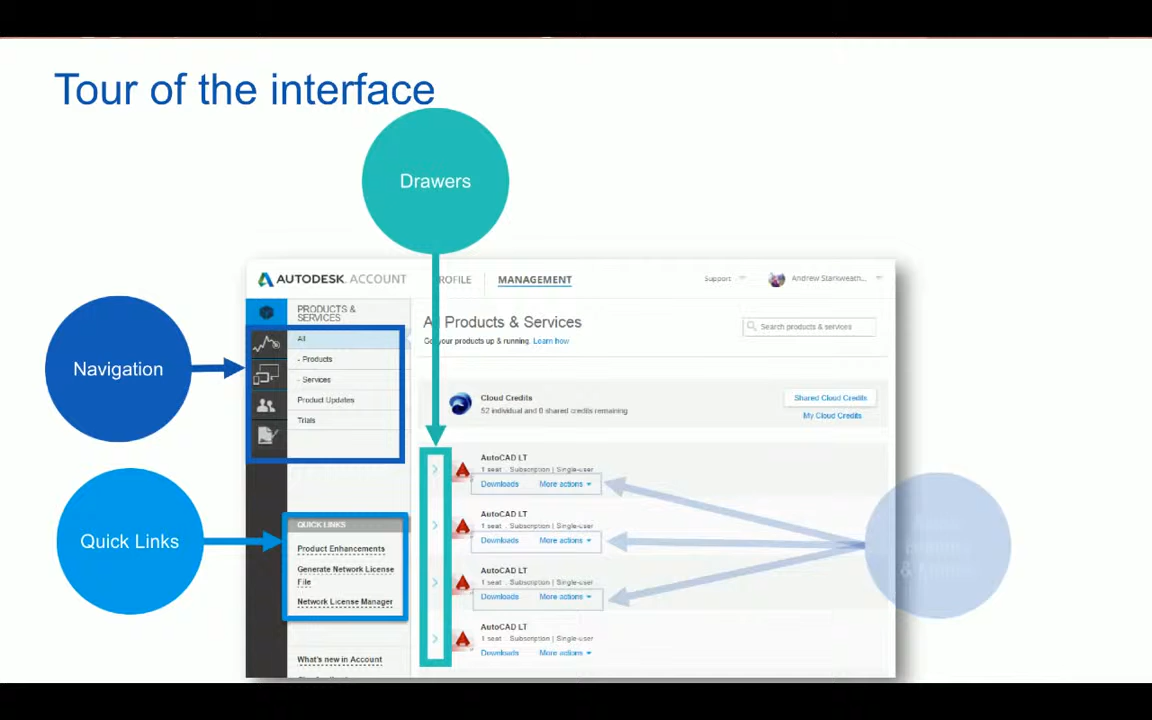 Tour of the interface
Drawers
Navigation
Quick Links
AUTODESK. ACCOUNT
MANAGEMENT
Support
Andrew
PRODUCTS &
SERVICES
All
- Products
- Services
Product Updates
Trials
QUICK LINKS
Product Enhancements
Generate Network License
File
Network License Manager
What's new in Account
Products & Services
your products up & running. Learn how
Search products & services
Cloud Credits
52 individual and 0 shared credits remaining
Shared Cloud Credits
My Cloud Credits
AutoCAD LT
1 seat . Subscription | Single-user
Downloads More actions
AutoCAD LT
1 seat . Subscription | Single-user
Downloads More actions
AutoCAD LT
1 seat . Subscription | Single-user
Downloads More actions
AutoCAD LT
1 seat . Subscription | Single-user
Downloads More actions